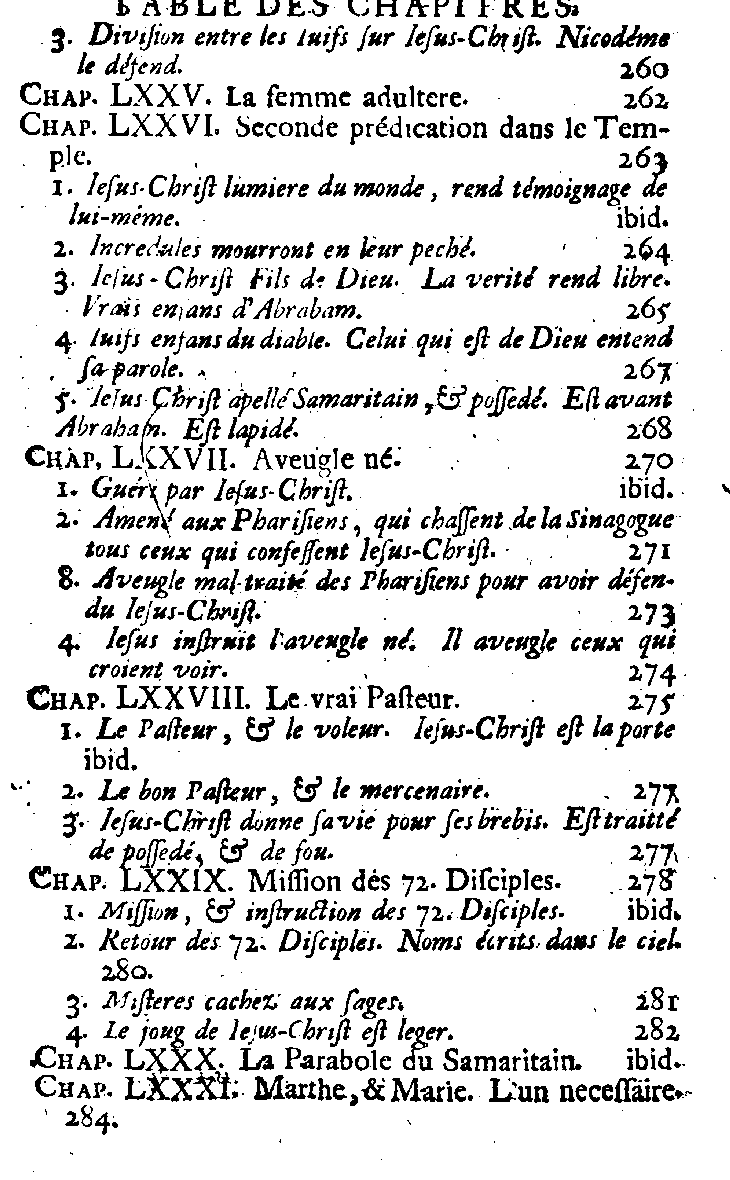 TABLE DES CHAPITRES.
3. Diviſion entre les Iuifs ſur Ieſus-Chriſt. Nicodéme
le défend. 260
CHAP. LXXV. La femme adultere. 262
CHAP. LXXVI. Seconde prédication dans le Tem-
ple. 263
1. Ieſus-Chriſt lumiere du monde, rend témoignage de
lui-méme. ibid.
2. Incredules mourront en leur peché. 264
3. Ieſus-Chriſt Fils de Dieu. La verité rend libre.
Vrais enfans d'Abraham. 265
4. Iuifs enfans du diable. Celui qui eſt de Dieu entend
ſa parole. 267
5. Ieſus Chriſt apellé Samaritain, & poſſedé. Eſt avant
Abraham. Eſt lapidé. 268
CHAP. LXXVII. Aveugle né. 270
1. Gueri par Ieſus-Chriſt. ibid.
2. Amené aux Phariſiens, qui chaſſent de la Sinagogue
tous ceux qui confeſſent Ieſus-Chriſt. 271
8. Aveugle mal-traité des Phariſiens pour avoir défen-
du Ieſus-Chriſt. 273
4. Ieſus inſtruit l'aveugle né. Il aveugle ceux qui
croient voir. 274
CHAP. LXXVIII. Le vrai Paſteur. 275
1. Le Paſteur, & le voleur. Ieſus-Chriſt eſt la porte
ibid.
2. Le bon Paſteur, & le mercenaire. 277
3. Ieſus-Chriſt donne ſa vie pour ſes brebis. Eſt traitté
de poſſedé, & de fou. 277
CHAP. LXXIX. Miſſion des 72. Diſciples. 278
1. Miſſion, & inſtruction des 72. Diſciples. ibid.
2. Retour des 72. Diſciples. Noms écrits dans le ciel.
280.
3. Miſteres cachez aux ſages. 281
4. Le joug de Ieſus-Chriſt eſt leger. 282
CHAP. LXXX. La Parabole du Samaritain. ibid.
CHAP. LXXXI. Marthe, & Marie. L'un neceſſaire.
284.